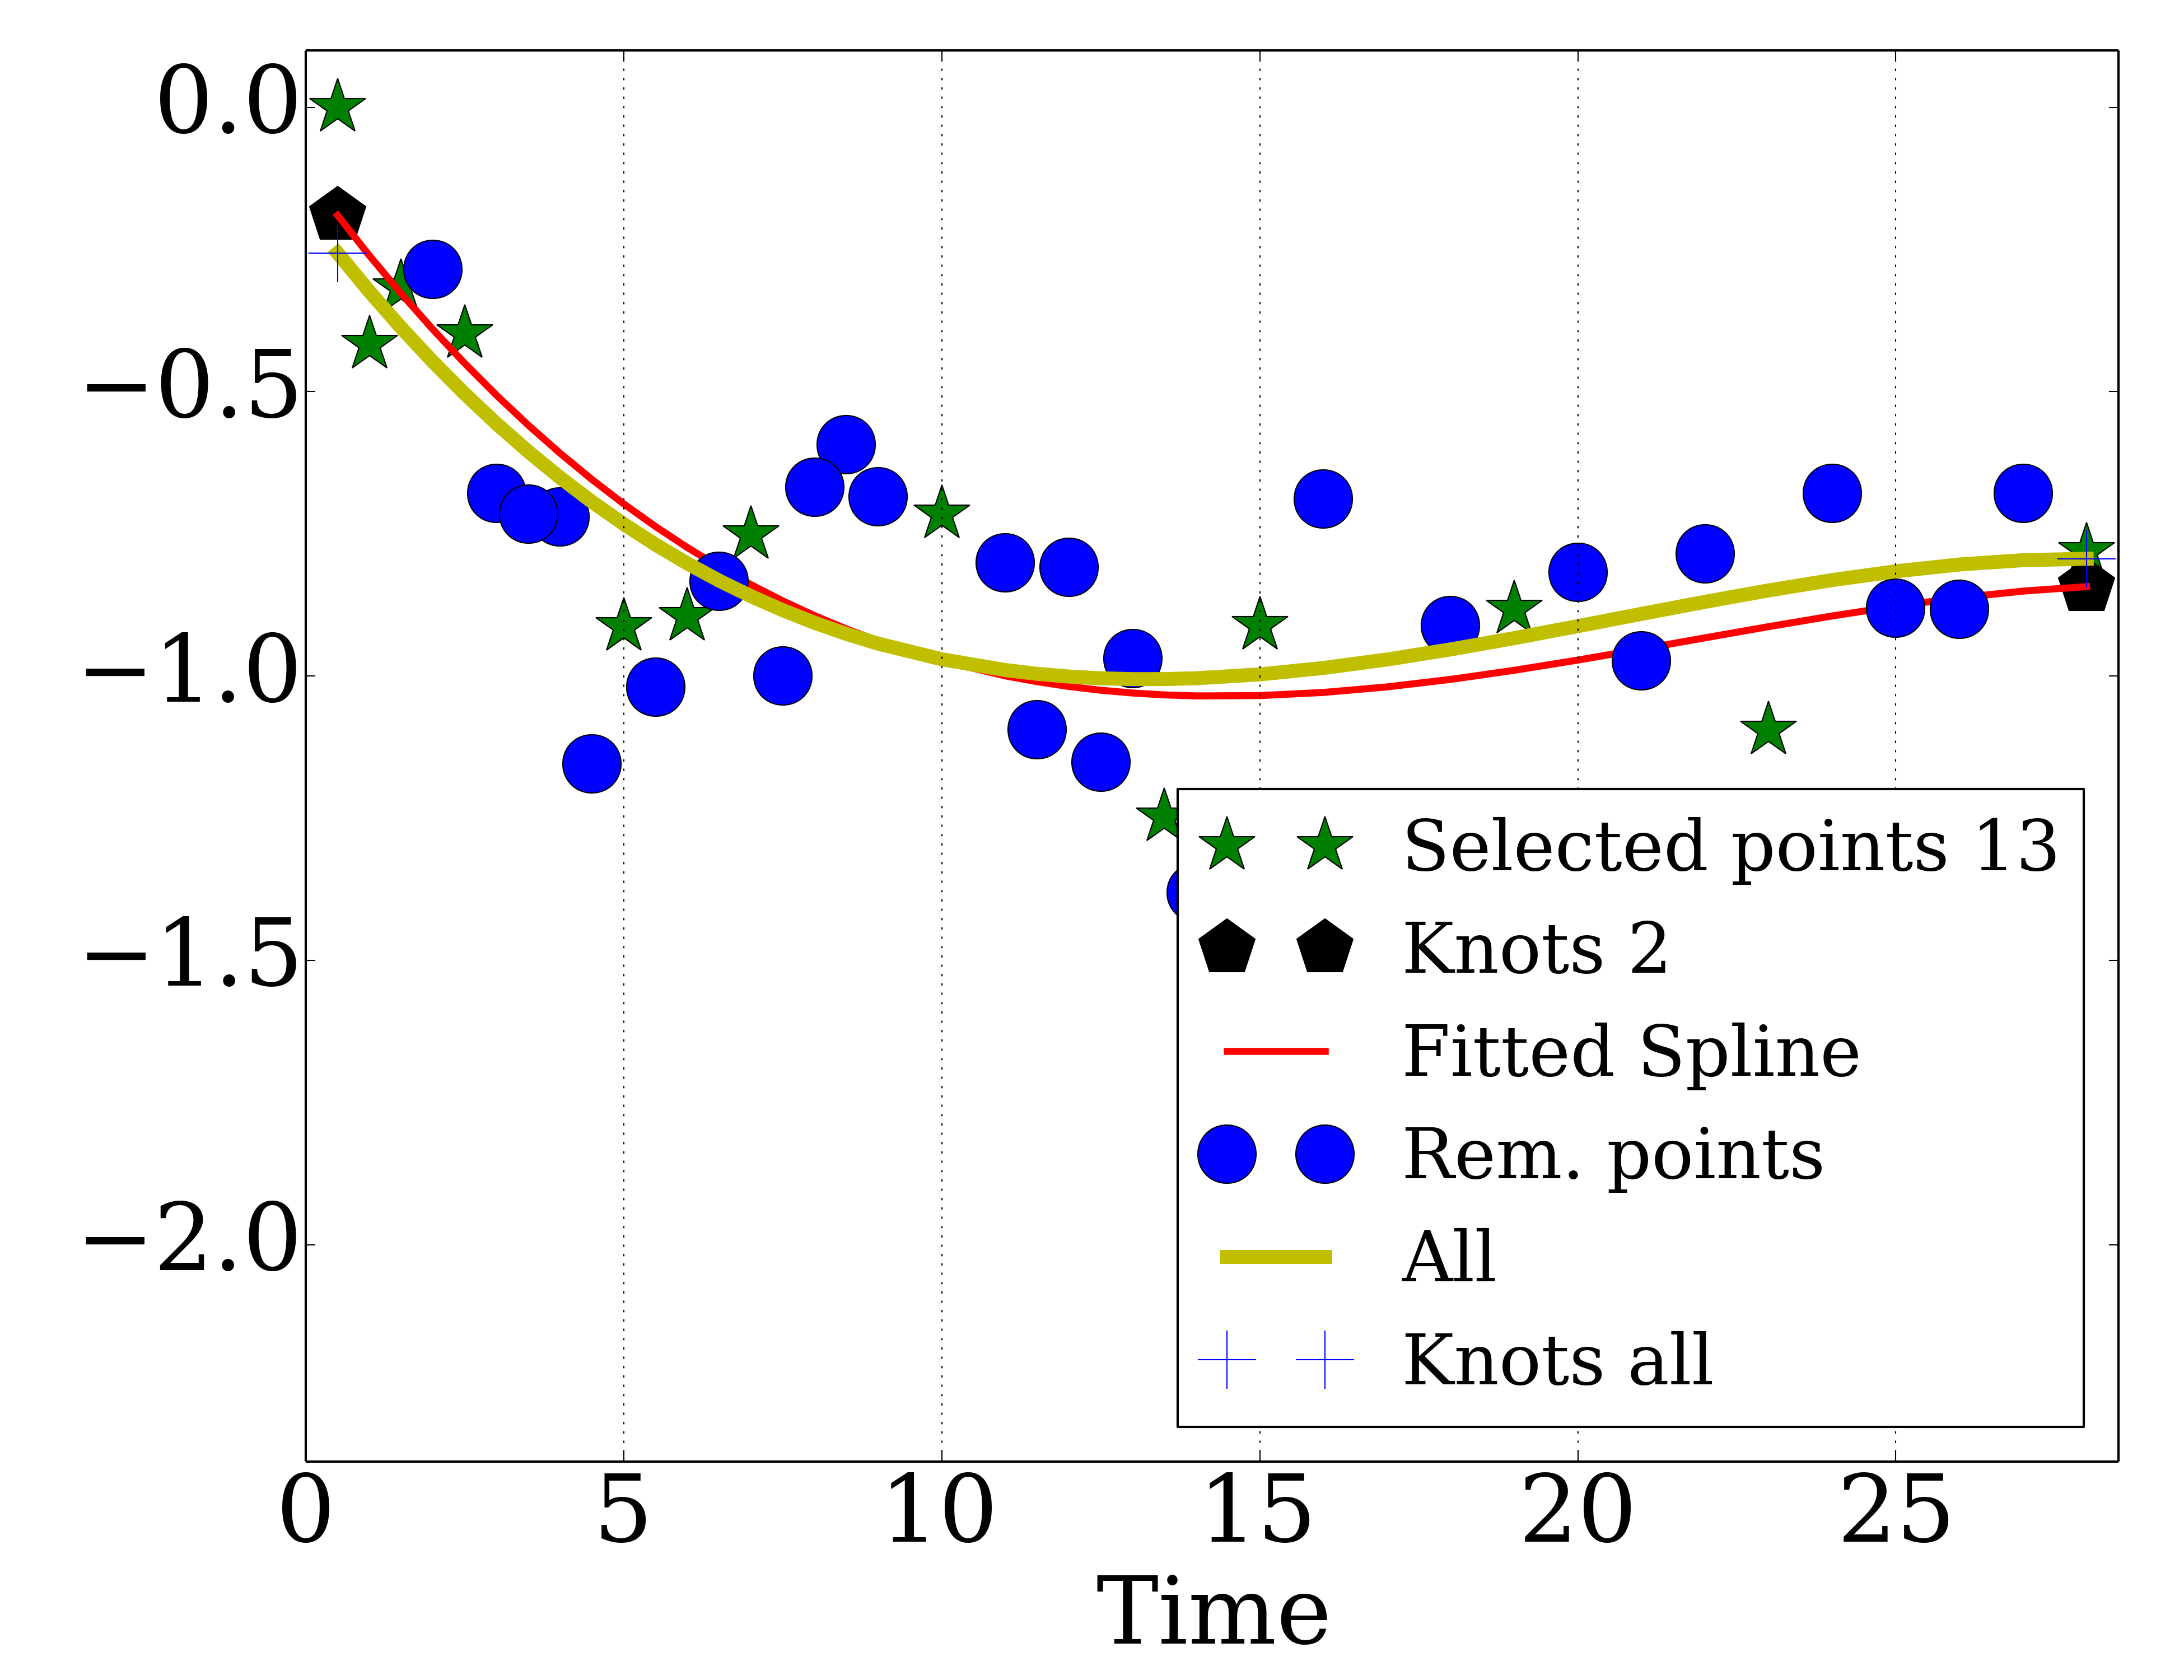 0.0
−0.5
−1.0
−1.5
−2.0
Selected points 13
Knots 2
Fitted Spline
Rem. points
All
Knots all
0 5 10 15 20 25
Time